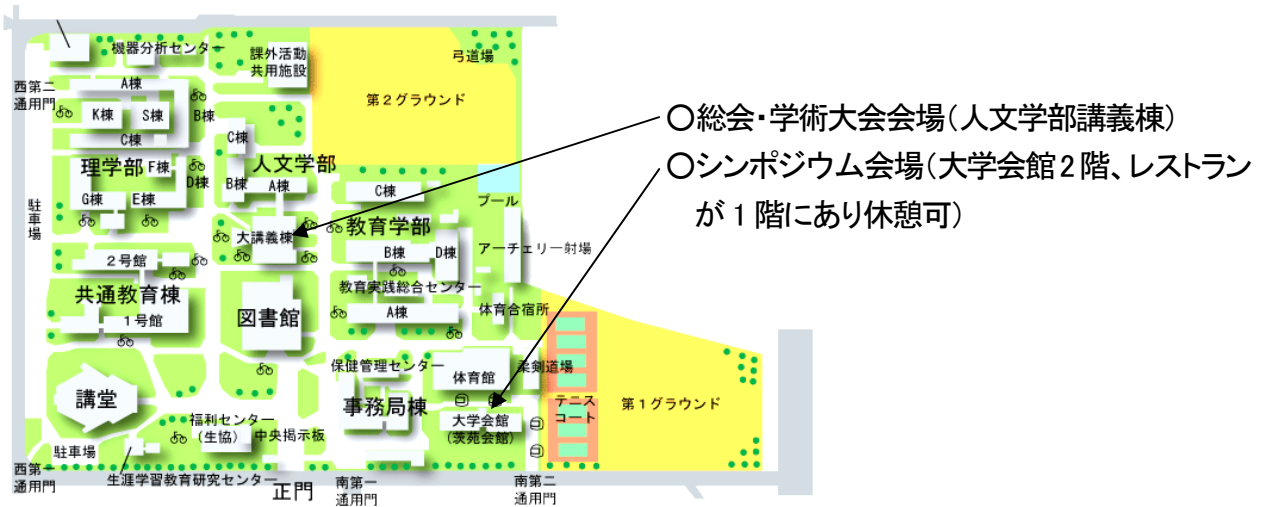 機器分析センター
課外活動
共用施設
弓道場
西第二
通用門
A棟
第２グラウンド
K棟
S棟
B棟
○総会・学術大会会場（人文学部講義棟）
C棟
C棟
理学部
F棟
人文学部
○シンポジウム会場（大学会館２階、レストラン
が１階にあり休憩可）
D棟
B棟
A棟
C棟
G棟
E棟
プール
駐車場
教育学部
大講義棟
B棟
D棟
アーチェリー射場
２号館
教育実践総合センター
共通教育棟
体育合宿所
１号館
図書館
A棟
保健管理センター
体育館
柔剣道場
講堂
事務局棟
テニス
コート
第１グラウンド
福利センター
（生協）
中央掲示板
大学会館
（茨苑会館）
駐車場
西第一
通用門
生涯学習教育研究センター
正門
南第一
通用門
南第二
通用門